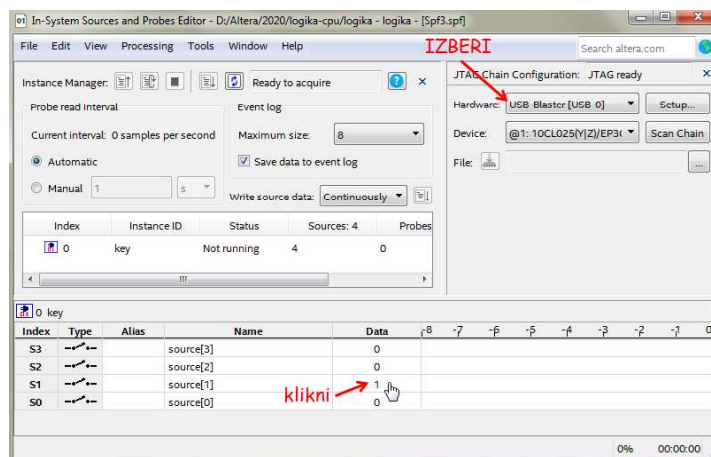 In-System Sources and Probes Editor - D:/Altera/2020/logika-cpu/logika - logika - [Spf3.spf]
File Edit View Processing Tools Window Help
IZBERI
Search altera.com
Instance Manager: Ready to acquire
JTAG Chain Configuration: JTAG ready
Probe read interval
Event log
Hardware: USB-Blaster [USB-0] Setup...
Current interval: 0 samples per second
Maximum size: 8
Device: @1: 10CL025(Y|Z)/EP3( Scan Chain
Automatic
Save data to event log
File: ...
Manual 1 s
Write source data: Continuously
Index Instance ID Status Sources: 4 Probes
0 key Not running 4 0
0 key
Index Type Alias Name Data -8 -7 -6 -5 -4 -3 -2 -1 0
S3 source[3] 0
S2 source[2] 0
S1 source[1] 1
klikni
S0 source[0] 0
0% 00:00:00